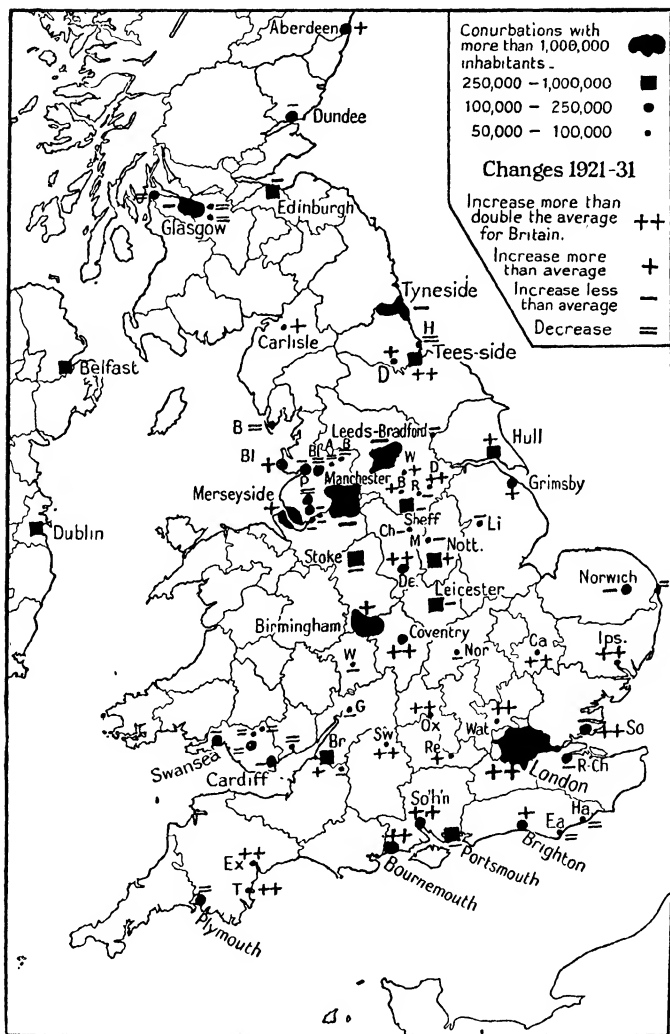 Aberdeen +
Conurbations with
more than 1,000,000
inhabitants -
250,000 - 1,000,000
100,000 - 250,000
50,000 - 100,000
Changes 1921-31
Increase more than
double the average
for Britain. ++
Increase more
than average +
Increase less
than average -
Decrease =
Dundee
Edinburgh
Glasgow
Tyneside
Carlisle +
H
Tees-side
D
++
Belfast
B =
Leeds-Bradford
Hull
Bl +
Bl
A
B
P
W
D
Manchester
B
R
Grimsby
Merseyside
Sheff
Ch
Li
Dublin
M
Stoke
Nott.
De.
Leicester
Norwich
Birmingham
Coventry
++
Nor
Ca
++
Ips.
++
W
G
Ox
Wat
So
Swansea
Cardiff
Br
Sw
++
Re
London
R.Ch
So'h'n
Ha
Ea
Brighton
Portsmouth
Bournemouth
Ex
++
T ++
Plymouth